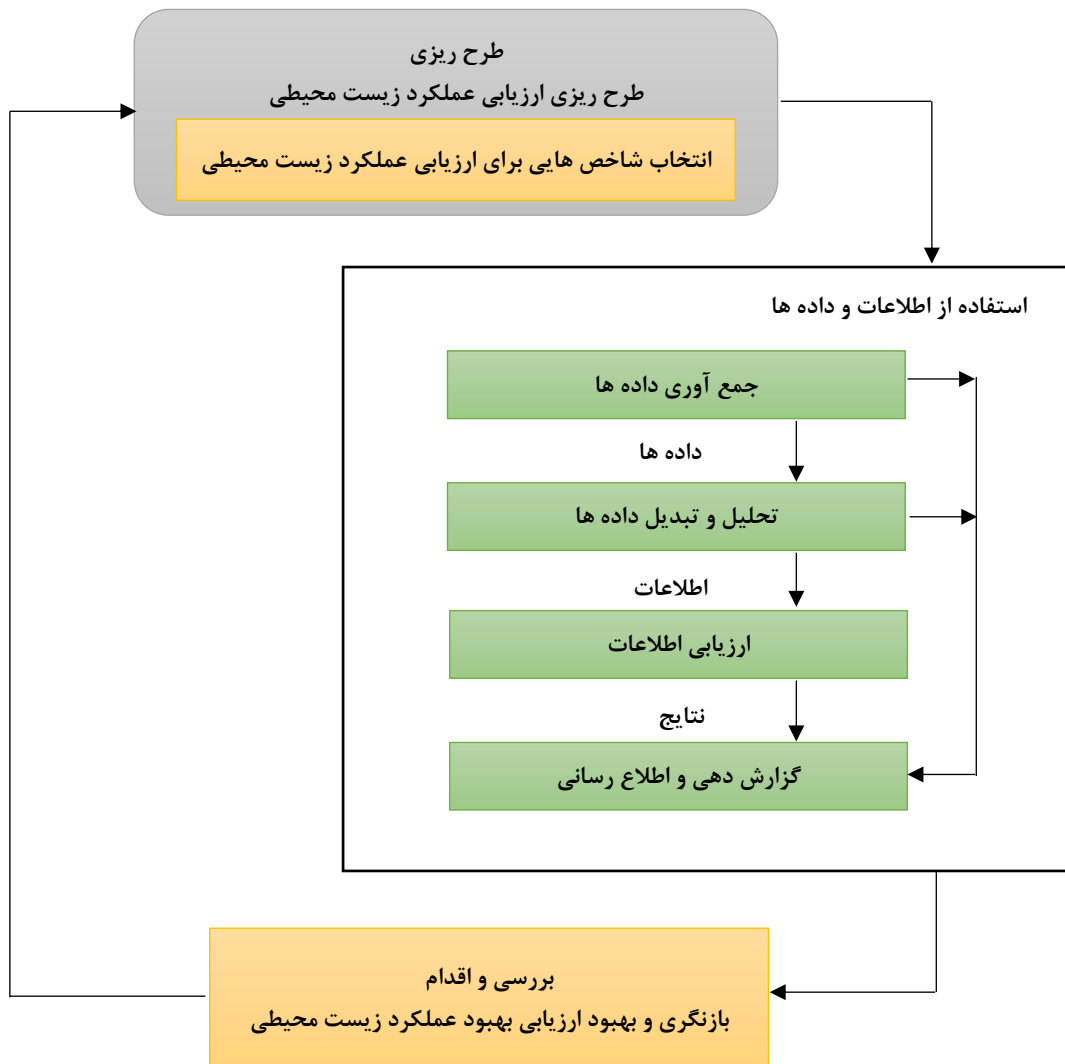 طرح ریزی
طرح ریزی ارزیابی عملکرد زیست محیطی
انتخاب شاخص هایی برای ارزیابی عملکرد زیست محیطی
استفاده از اطلاعات و داده ها
جمع آوری داده ها
داده ها
تحلیل و تبدیل داده ها
اطلاعات
ارزیابی اطلاعات
نتایج
گزارش دهی و اطلاع رسانی
بررسی و اقدام
بازنگری و بهبود ارزیابی بهبود عملکرد زیست محیطی